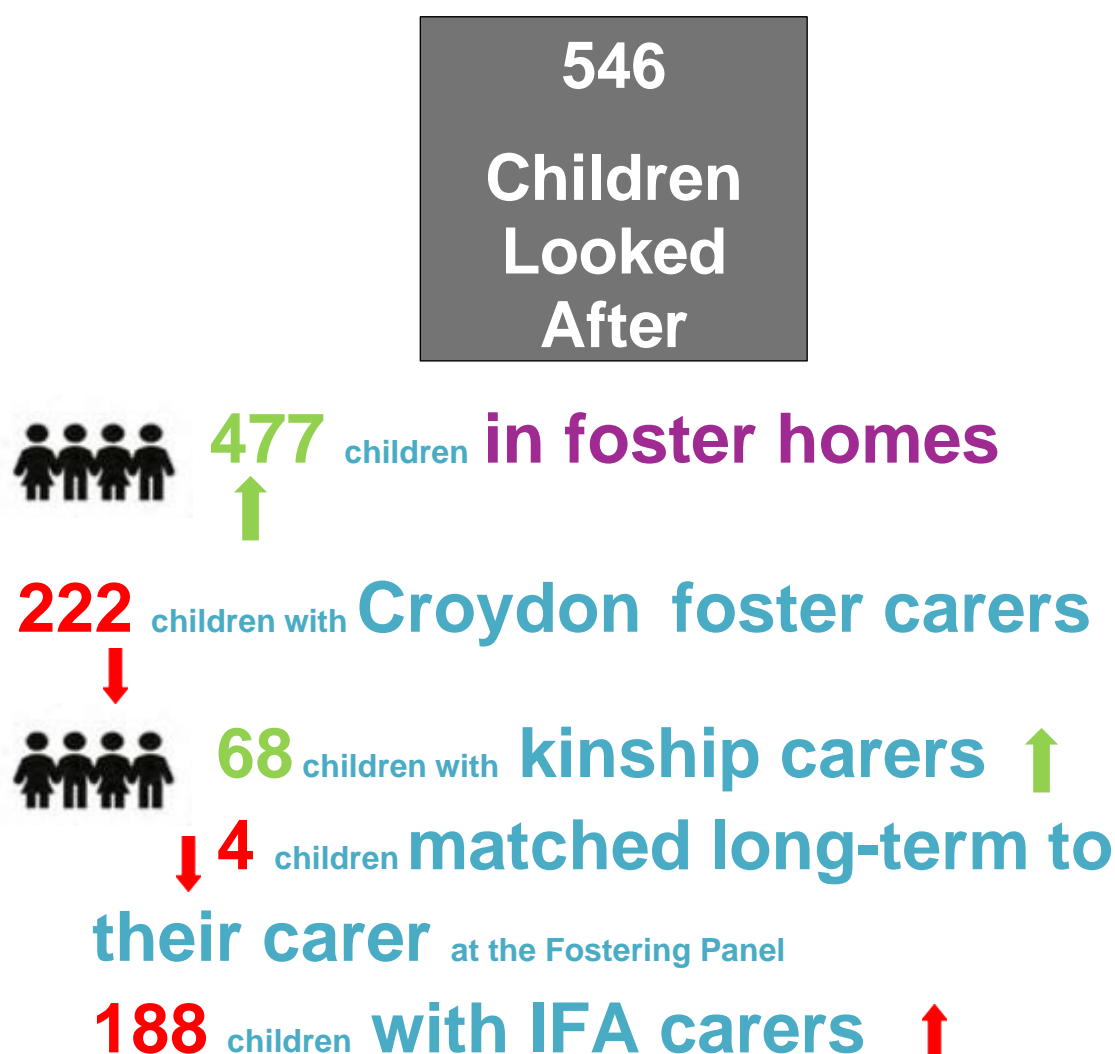 546
Children
Looked
After
477 children in foster homes
222 children with Croydon foster carers
68 children with kinship carers
4 children matched long-term to
their carer at the Fostering Panel
188 children with IFA carers